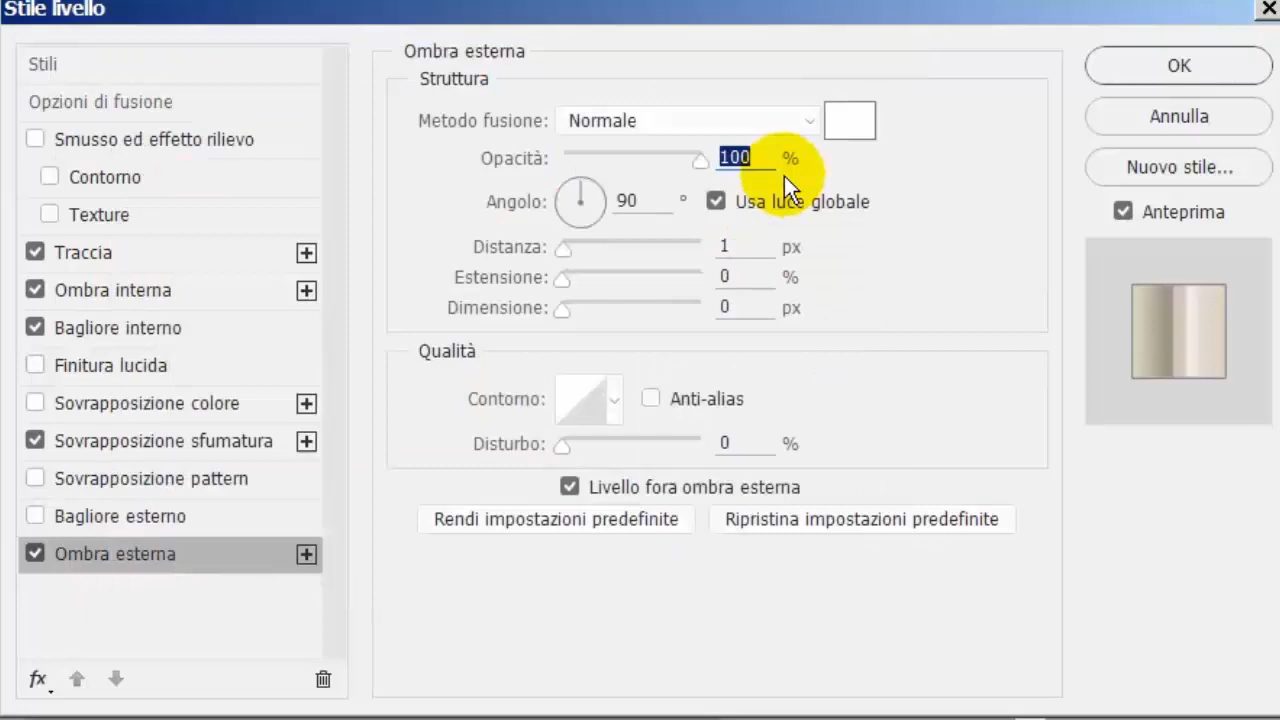 Stile livello
Stili
Opzioni di fusione
Smusso ed effetto rilievo
Contorno
Texture
Traccia
Ombra interna
Bagliore interno
Finitura lucida
Sovrapposizione colore
Sovrapposizione sfumatura
Sovrapposizione pattern
Bagliore esterno
Ombra esterna
fx
Ombra esterna
Struttura
Metodo fusione: Normale
Opacità: 100 %
Angolo: 90 ° Usa luce globale
Distanza: 1 px
Estensione: 0 %
Dimensione: 0 px
Qualità
Contorno: Anti-alias
Disturbo: 0 %
Livello fora ombra esterna
Rendi impostazioni predefinite Ripristina impostazioni predefinite
OK
Annulla
Nuovo stile...
Anteprima